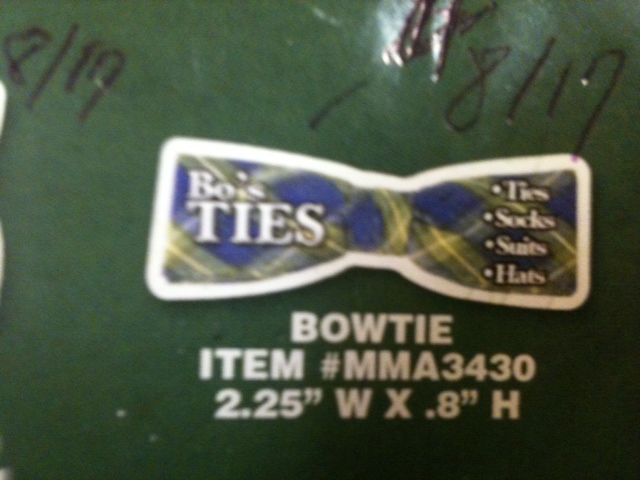 8/17
8/17
Bo's
TIES
• Ties
• Socks
• Suits
• Hats
BOWTIE
ITEM #MMA3430
2.25” W X .8” H